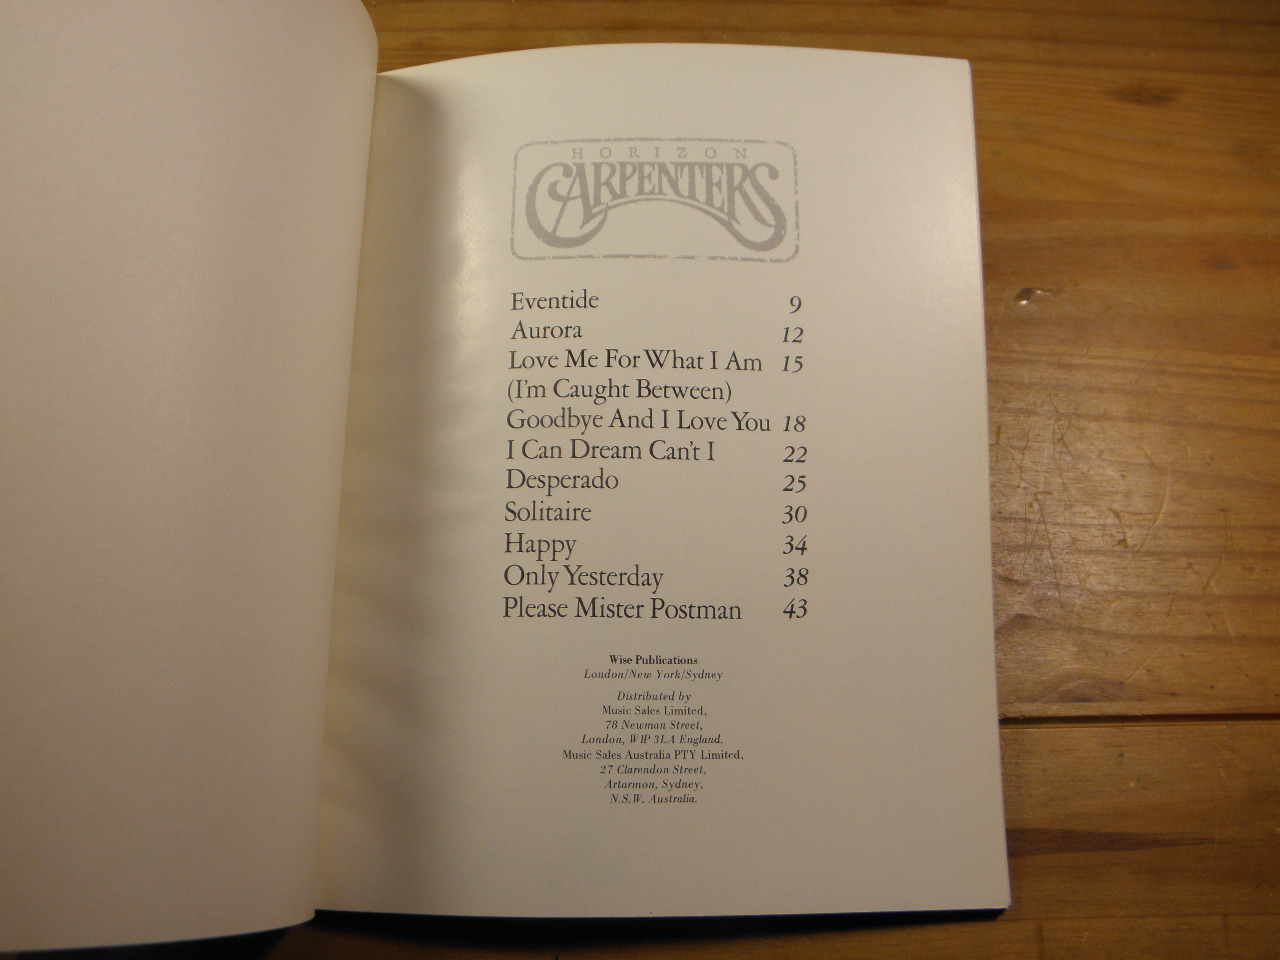 HORIZON
CARPENTERS
Eventide 9
Aurora 12
Love Me For What I Am 15
(I'm Caught Between)
Goodbye And I Love You 18
I Can Dream Can't I 22
Desperado 25
Solitaire 30
Happy 34
Only Yesterday 38
Please Mister Postman 43
Wise Publications
London/New York/Sydney
Distributed by
Music Sales Limited,
78 Newman Street,
London, W1P 3LA England.
Music Sales Australia PTY Limited,
27 Clarendon Street,
Artarmon, Sydney,
N.S.W. Australia.